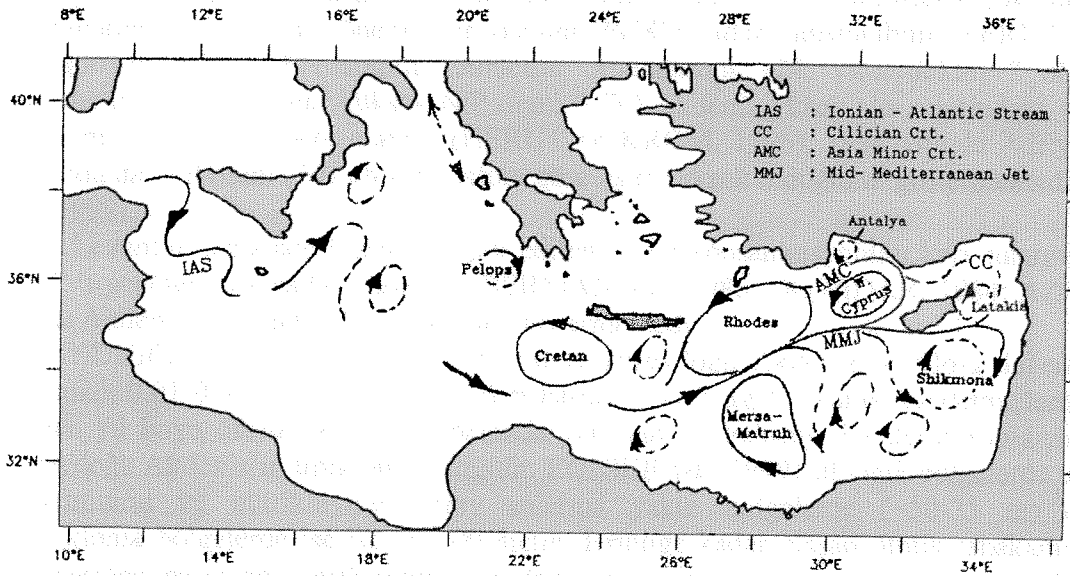 8°E 12°E 16°E 20°E 24°E 28°E 32°E 36°E
40°N
IAS : Ionian - Atlantic Stream
CC : Cilician Crt.
AMC : Asia Minor Crt.
MMJ : Mid- Mediterranean Jet
Antalya
36°N
IAS
Pelops
AMC
W.
Cyprus
CC
Latakia
Rhodes
Cretan
MMJ
Shikmona
Mersa-
Matruh
32°N
10°E 14°E 18°E 22°E 26°E 30°E 34°E